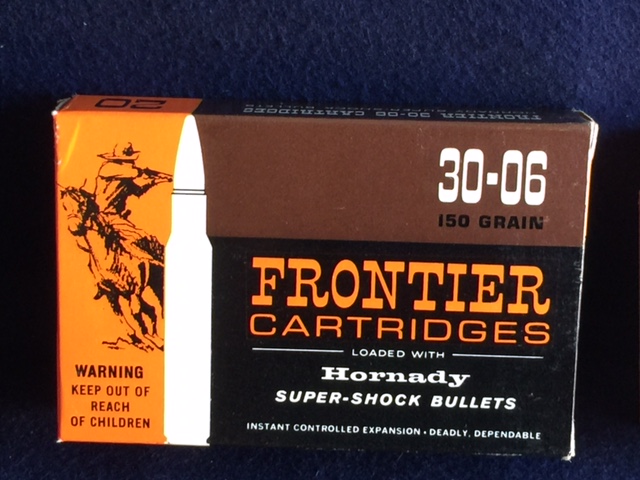 20
FRONTIER 30-06 CARTRIDGES
30-06
150 GRAIN
FRONTIER
CARTRIDGES
LOADED WITH
Hornady
SUPER-SHOCK BULLETS
INSTANT CONTROLLED EXPANSION • DEADLY, DEPENDABLE
WARNING
KEEP OUT OF
REACH
OF CHILDREN